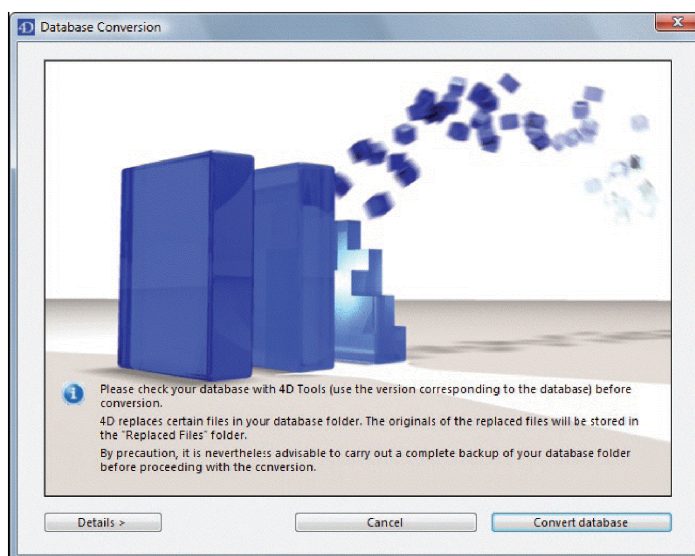 4D Database Conversion
Please check your database with 4D Tools (use the version corresponding to the database) before
conversion.
4D replaces certain files in your database folder. The originals of the replaced files will be stored in
the "Replaced Files" folder.
By precaution, it is nevertheless advisable to carry out a complete backup of your database folder
before proceeding with the conversion.
Details > Cancel Convert database